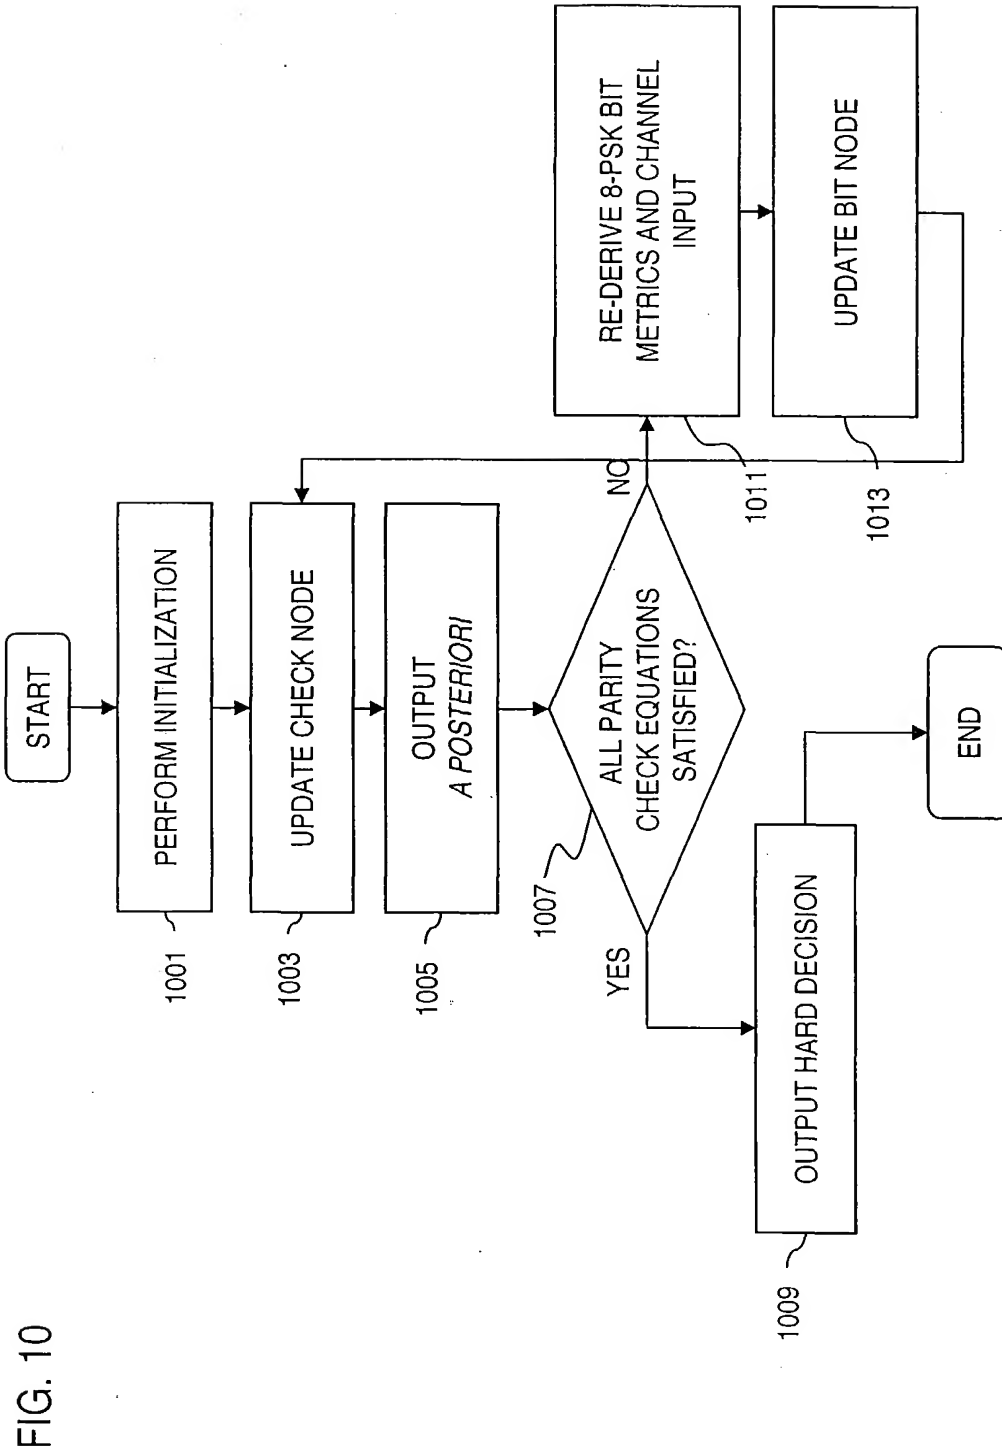 FIG. 10
START
PERFORM INITIALIZATION
1001
UPDATE CHECK NODE
1003
OUTPUT
A POSTERIORI
1005
ALL PARITY
CHECK EQUATIONS
SATISFIED?
1007
YES
NO
OUTPUT HARD DECISION
1009
END
RE-DERIVE 8-PSK BIT
METRICS AND CHANNEL
INPUT
1011
UPDATE BIT NODE
1013